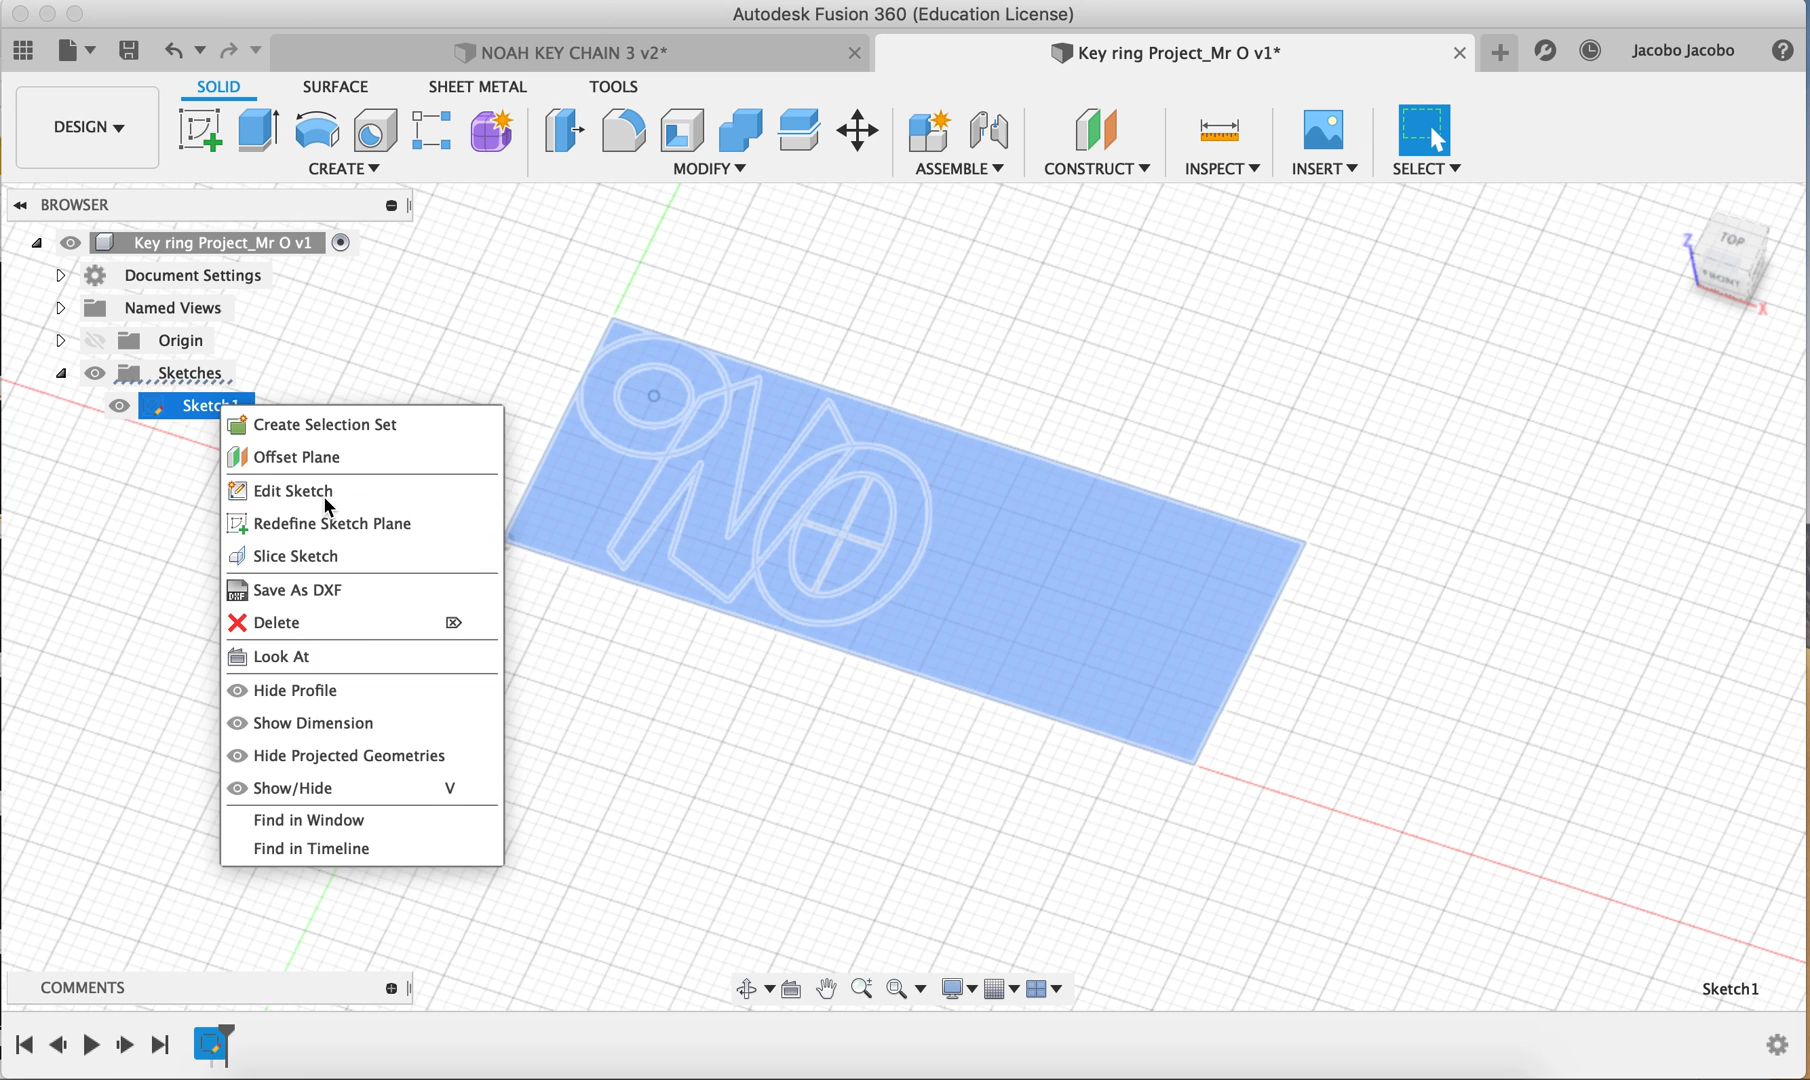 Autodesk Fusion 360 (Education License)
NOAH KEY CHAIN 3 v2*
Key ring Project_Mr O v1*
Jacobo Jacobo
SOLID
SURFACE
SHEET METAL
TOOLS
DESIGN
CREATE
MODIFY
ASSEMBLE
CONSTRUCT
INSPECT
INSERT
SELECT
BROWSER
Key ring Project_Mr O v1
Document Settings
Named Views
Origin
Sketches
Sketch1
Create Selection Set
Offset Plane
Edit Sketch
Redefine Sketch Plane
Slice Sketch
Save As DXF
Delete
Look At
Hide Profile
Show Dimension
Hide Projected Geometries
Show/Hide V
Find in Window
Find in Timeline
NO
TOP
FRONT
Z
X
COMMENTS
Sketch1